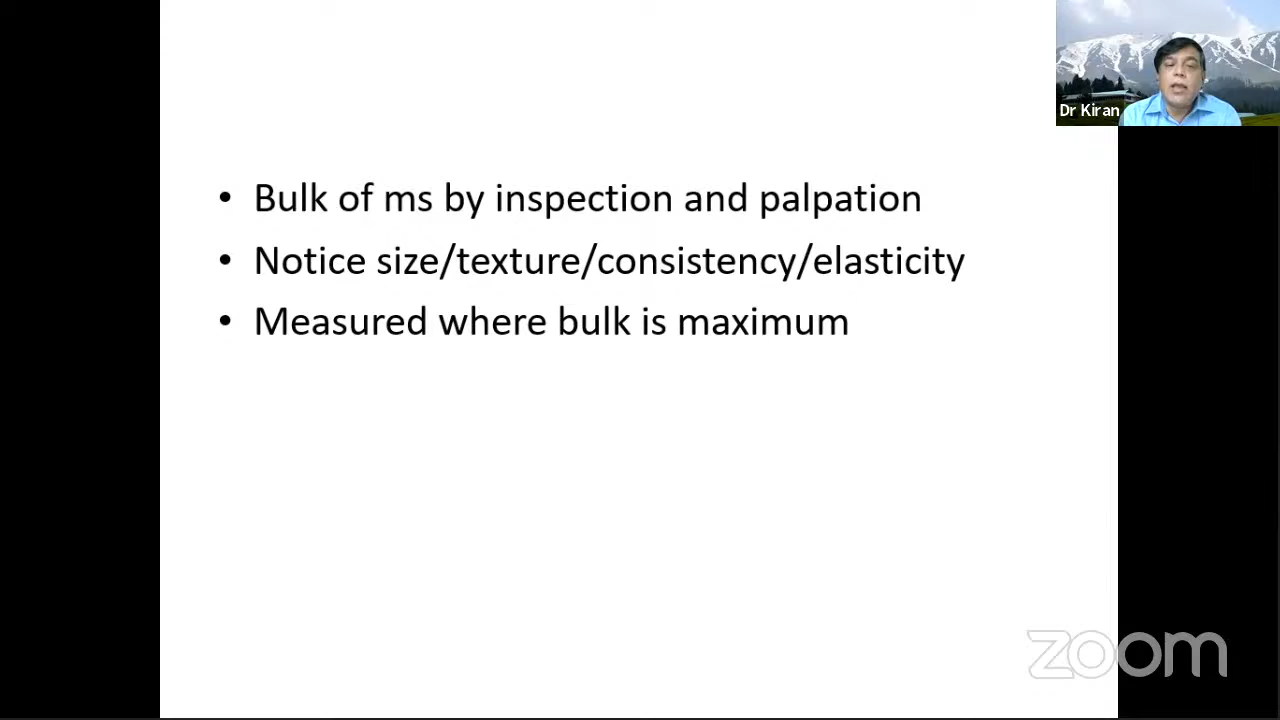 Dr Kiran
• Bulk of ms by inspection and palpation
• Notice size/texture/consistency/elasticity
• Measured where bulk is maximum
zoom